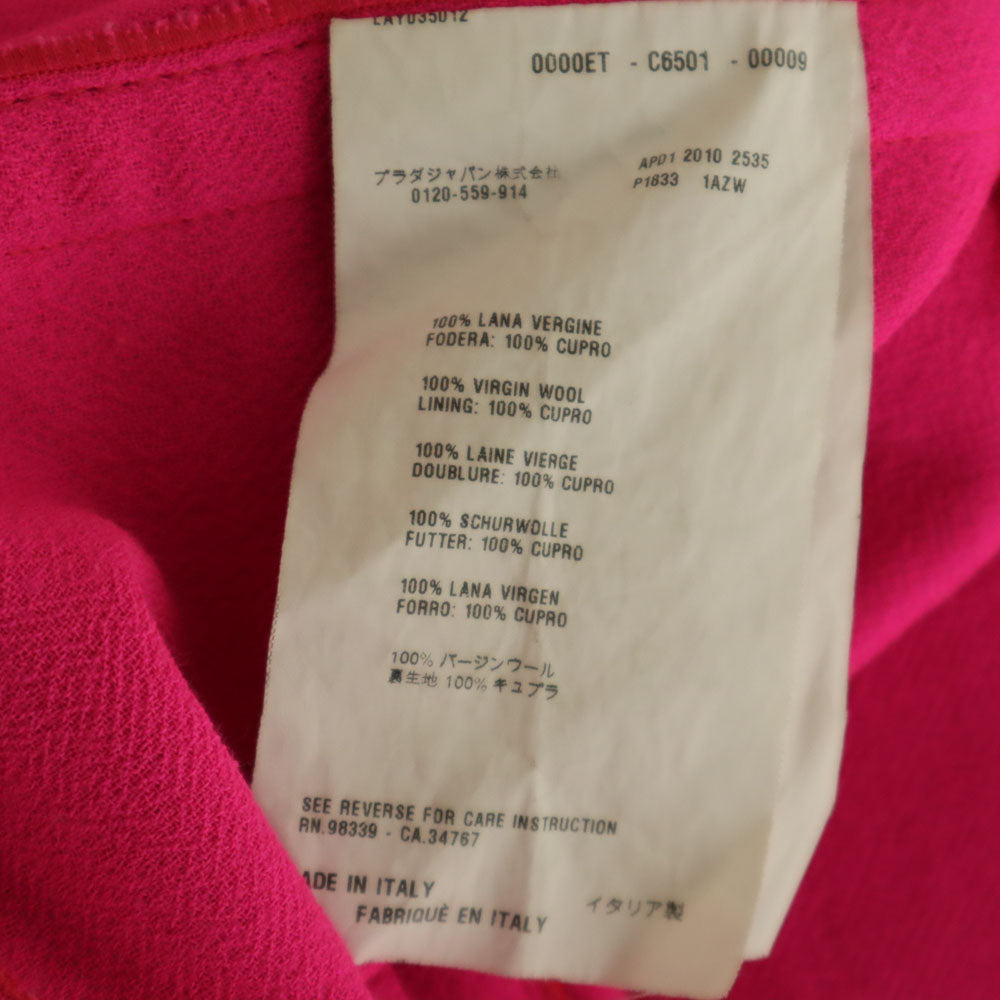 LAY035012
0000ET - C6501 - 00009
プラダジャパン株式会社
0120-559-914
APD1 2010 2535
P1833 1AZW
100% LANA VERGINE
FODERA: 100% CUPRO
100% VIRGIN WOOL
LINING: 100% CUPRO
100% LAINE VIERGE
DOUBLURE: 100% CUPRO
100% SCHURWOLLE
FUTTER: 100% CUPRO
100% LANA VIRGEN
FORRO: 100% CUPRO
100% バージンウール
裏生地 100% キュプラ
SEE REVERSE FOR CARE INSTRUCTION
RN.98339 - CA.34767
ADE IN ITALY
FABRIQUÈ EN ITALY
イタリア製